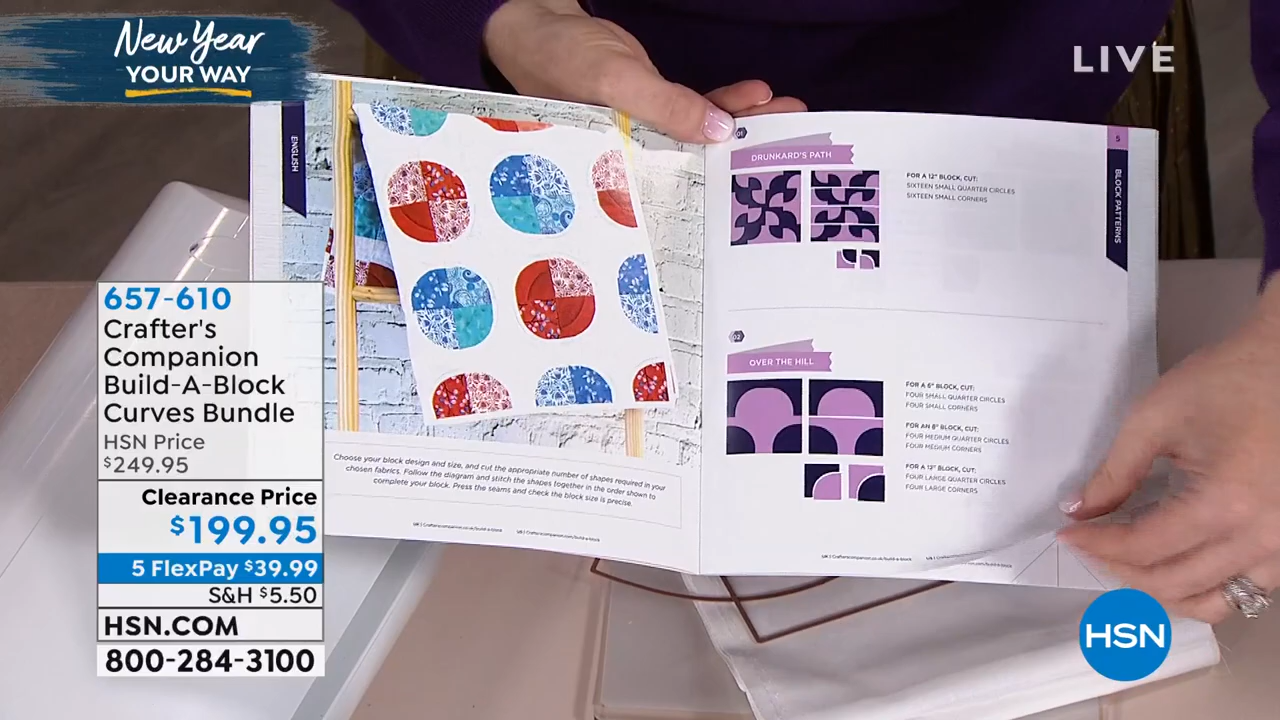 New Year
YOUR WAY
LIVE
657-610
Crafter's
Companion
Build-A-Block
Curves Bundle
HSN Price
$249.95
Clearance Price
$199.95
5 FlexPay $39.99
S&H $5.50
HSN.COM
800-284-3100
ENGLISH
Choose your block design and size, and cut the appropriate number of shapes required in your
chosen fabrics. Follow the diagram and stitch the shapes together in the order shown to
complete your block. Press the seams and check the block size is precise.
01
DRUNKARD'S PATH
FOR A 12" BLOCK, CUT:
SIXTEEN SMALL QUARTER CIRCLES
SIXTEEN SMALL CORNERS
5
BLOCK PATTERNS
02
OVER THE HILL
FOR A 6" BLOCK, CUT:
FOUR SMALL QUARTER CIRCLES
FOUR SMALL CORNERS
FOR AN 8" BLOCK, CUT:
FOUR MEDIUM QUARTER CIRCLES
FOUR MEDIUM CORNERS
FOR A 12" BLOCK, CUT:
FOUR LARGE QUARTER CIRCLES
FOUR LARGE CORNERS
HSN